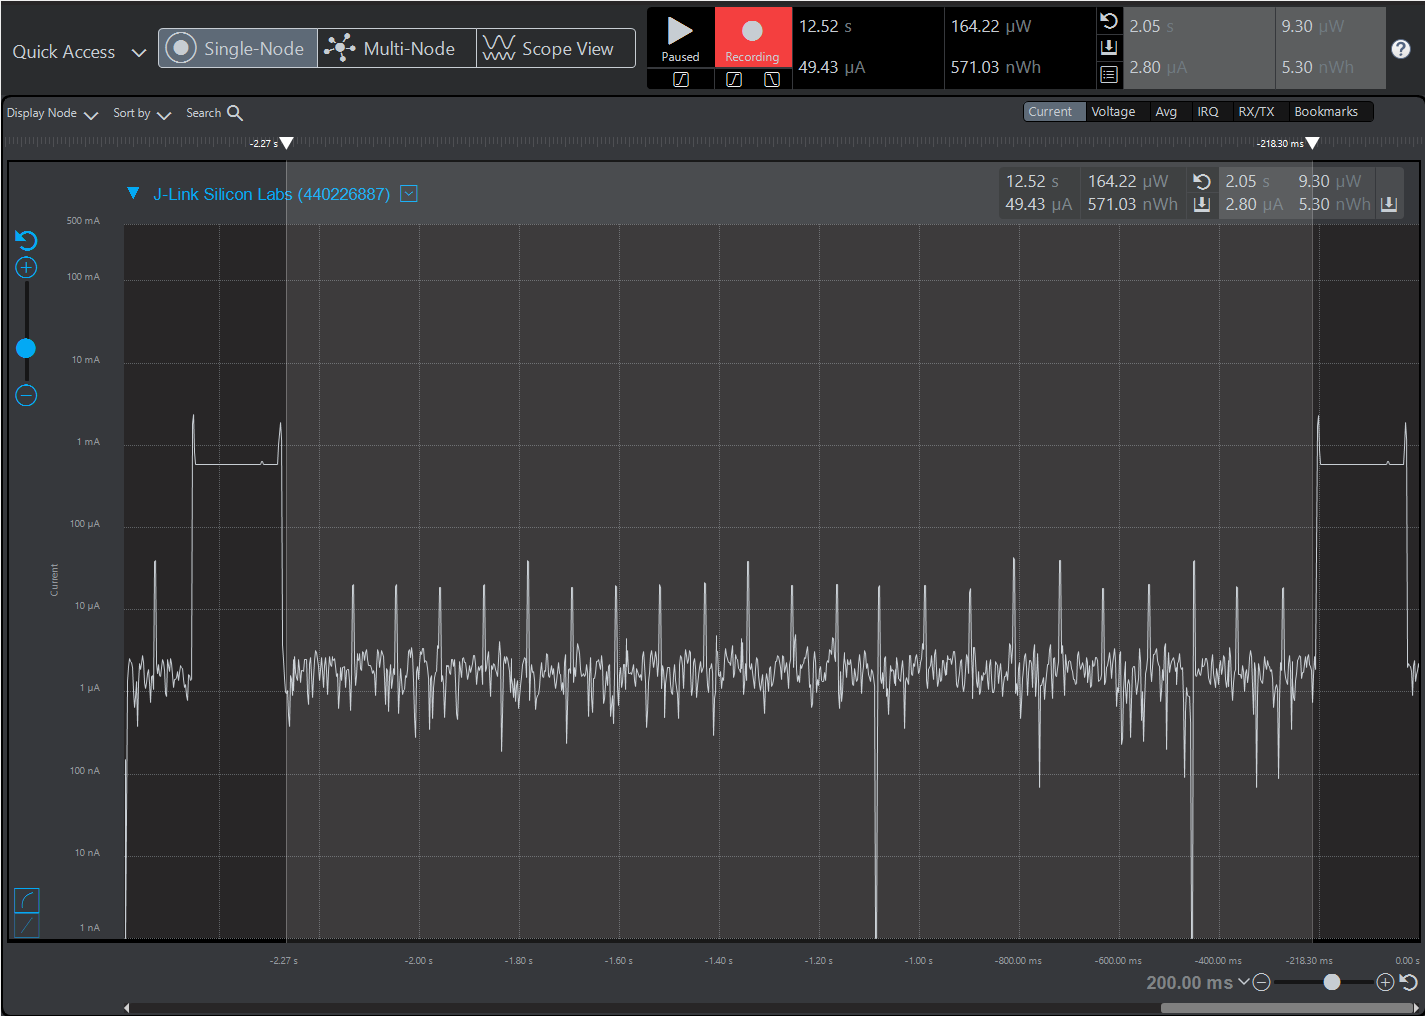 Quick Access
Single-Node
Multi-Node
Scope View
Paused
Recording
12.52 s
49.43 µA
164.22 µW
571.03 nWh
2.05 s
2.80 µA
9.30 µW
5.30 nWh
?
Display Node
Sort by
Search
Current
Voltage
Avg
IRQ
RX/TX
Bookmarks
-2.27 s
-218.30 ms
J-Link Silicon Labs (440226887)
12.52 s 164.22 µW 2.05 s 9.30 µW
49.43 µA 571.03 nWh 2.80 µA 5.30 nWh
500 mA
100 mA
10 mA
1 mA
100 µA
10 µA
1 µA
100 nA
10 nA
1 nA
Current
-2.27 s
-2.00 s
-1.80 s
-1.60 s
-1.40 s
-1.20 s
-1.00 s
-800.00 ms
-600.00 ms
-400.00 ms
-218.30 ms
0.00 s
200.00 ms